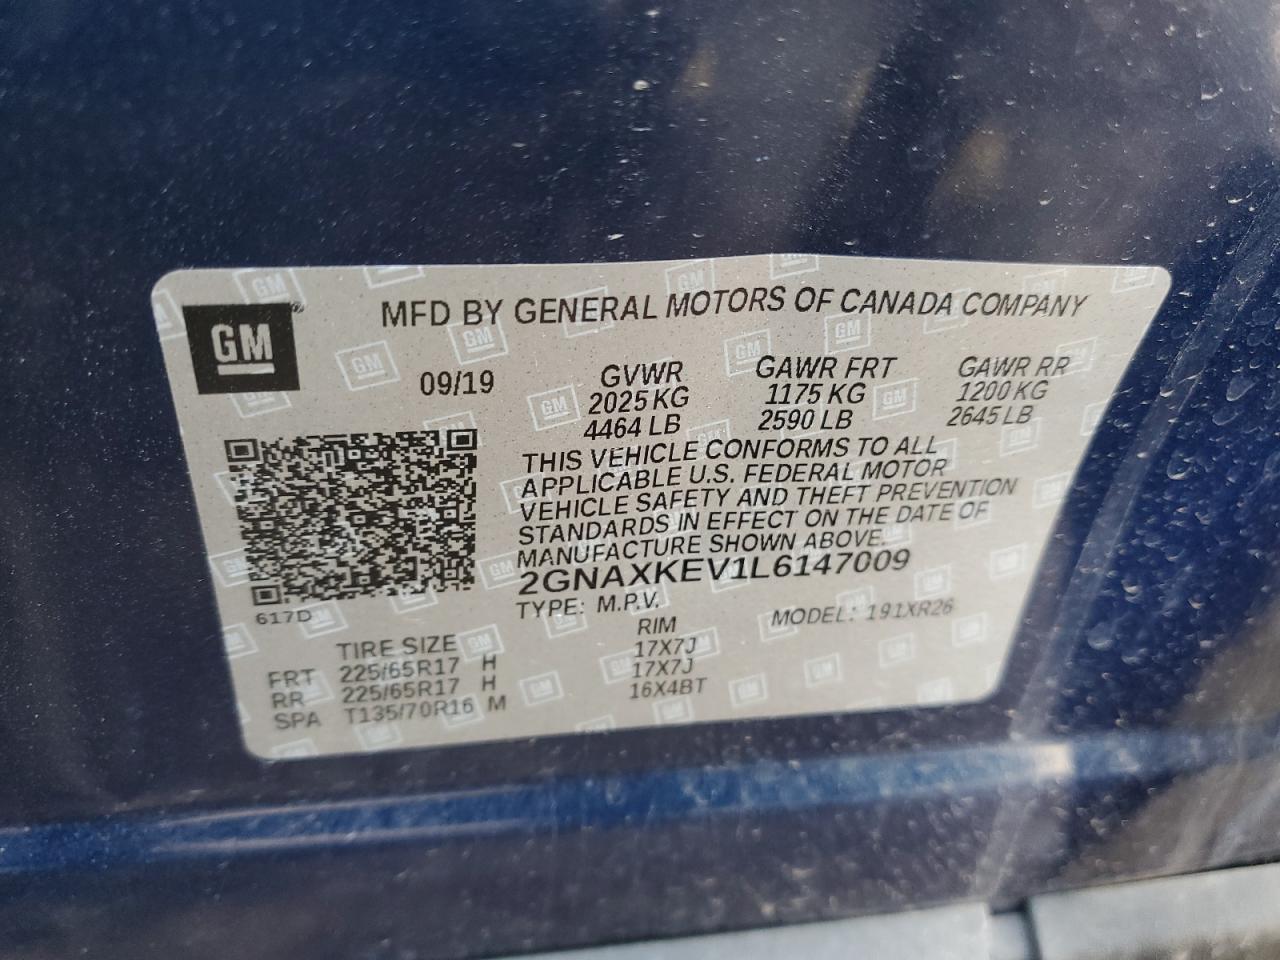 GM
MFD BY GENERAL MOTORS OF CANADA COMPANY
09/19
GVWR GAWR FRT GAWR RR
2025 KG 1175 KG 1200 KG
4464 LB 2590 LB 2645 LB
THIS VEHICLE CONFORMS TO ALL
APPLICABLE U.S. FEDERAL MOTOR
VEHICLE SAFETY AND THEFT PREVENTION
STANDARDS IN EFFECT ON THE DATE OF
MANUFACTURE SHOWN ABOVE.
2GNAXKEV1L6147009
617D
TYPE: M.P.V. MODEL: 191XR26
TIRE SIZE RIM
FRT 225/65R17 H 17X7J
RR 225/65R17 H 17X7J
SPA T135/70R16 M 16X4BT